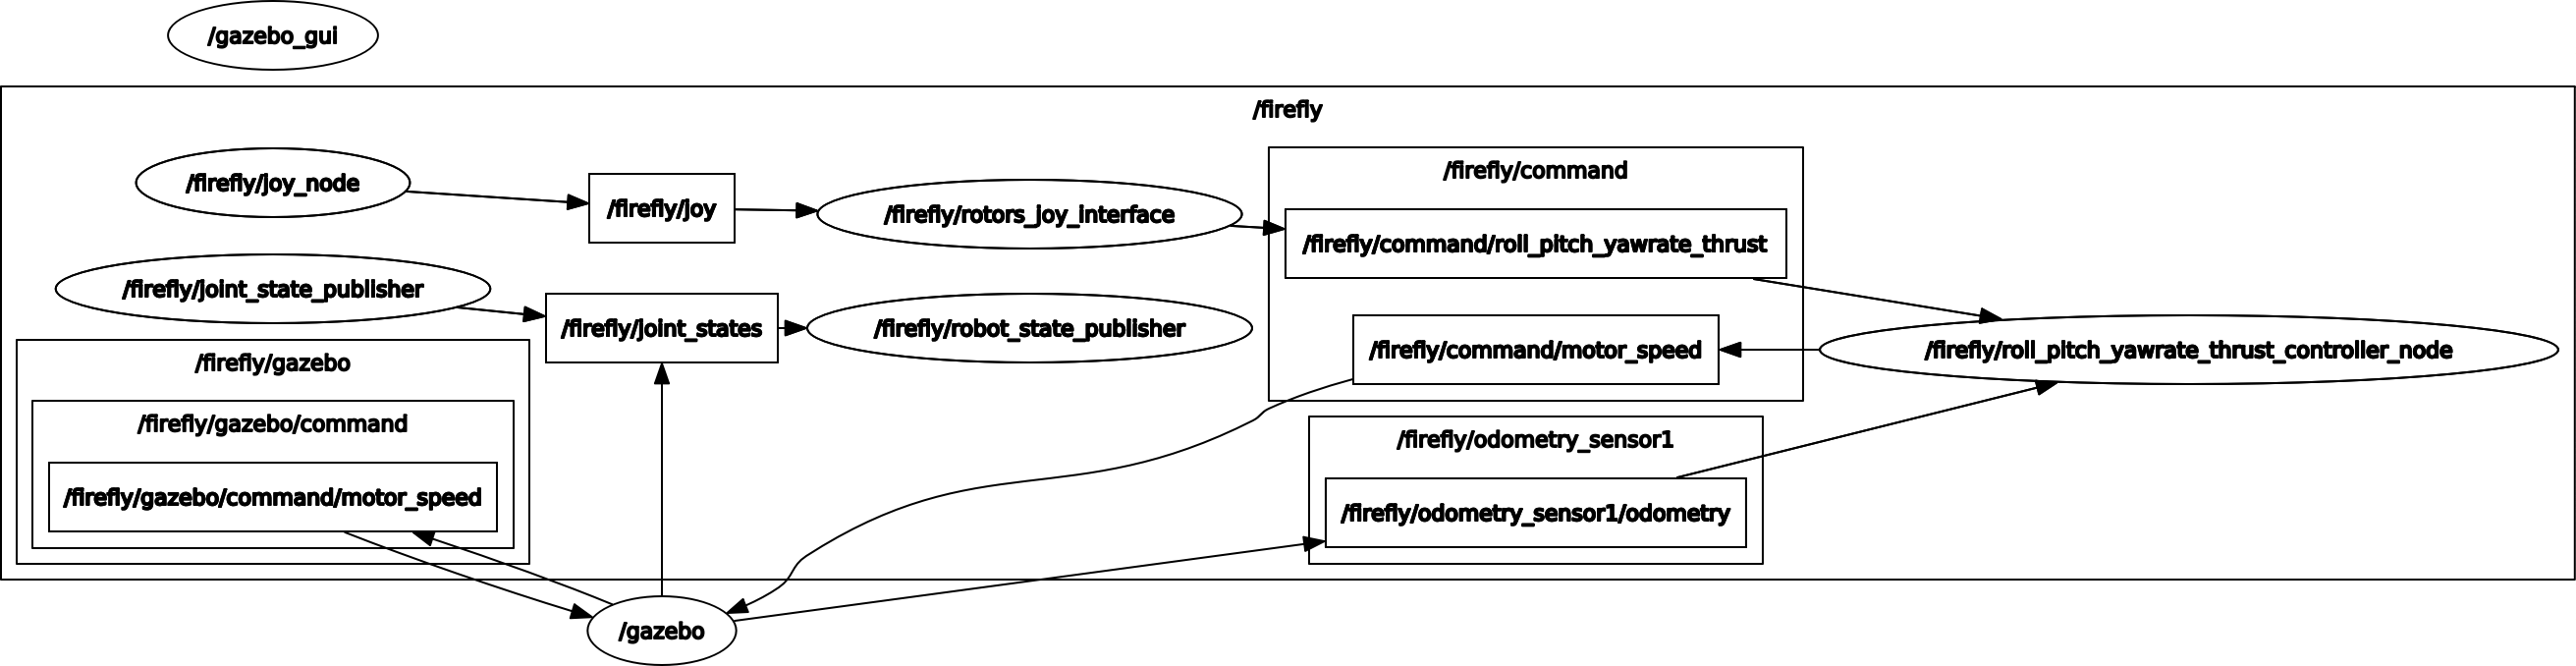 /gazebo_gui
/firefly
/firefly/joy_node
/firefly/joy
/firefly/rotors_joy_interface
/firefly/command
/firefly/command/roll_pitch_yawrate_thrust
/firefly/joint_state_publisher
/firefly/joint_states
/firefly/robot_state_publisher
/firefly/command/motor_speed
/firefly/roll_pitch_yawrate_thrust_controller_node
/firefly/gazebo
/firefly/gazebo/command
/firefly/gazebo/command/motor_speed
/firefly/odometry_sensor1
/firefly/odometry_sensor1/odometry
/gazebo